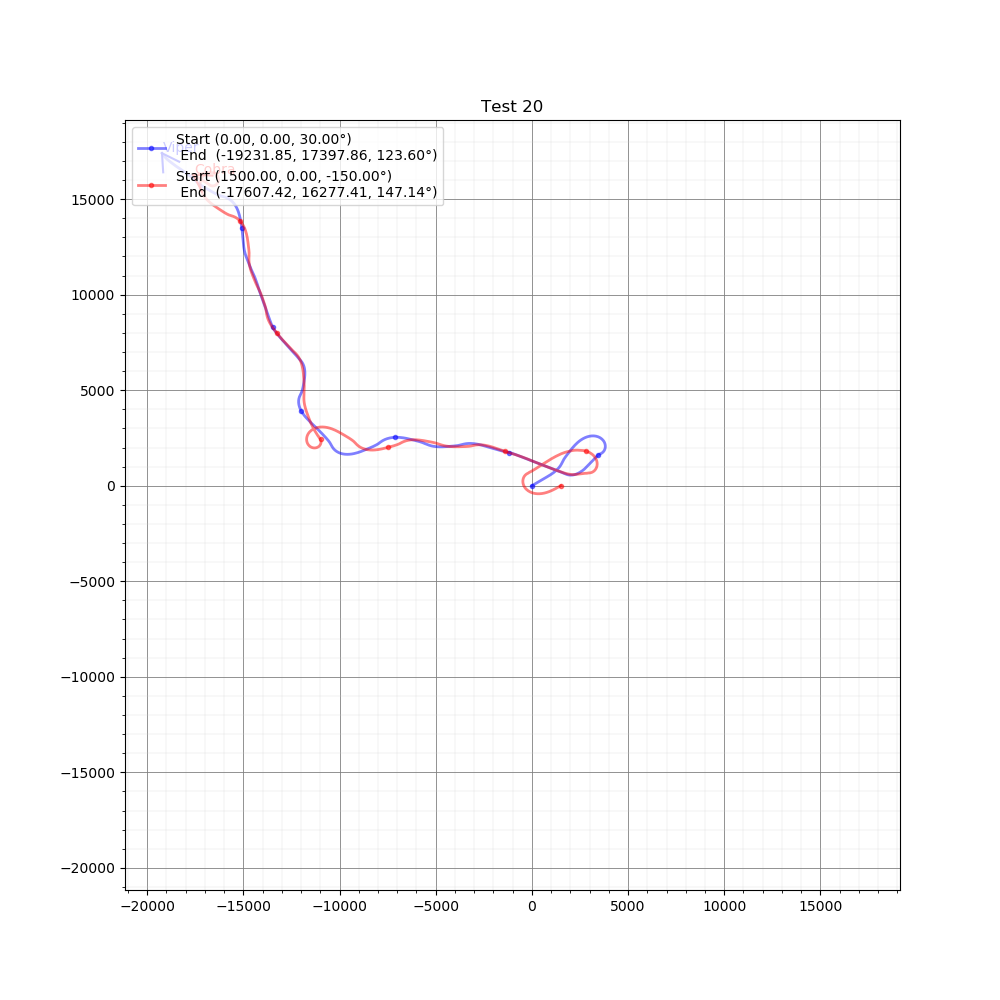 Test 20
Start (0.00, 0.00, 30.00°)
End (-19231.85, 17397.86, 123.60°)
Start (1500.00, 0.00, -150.00°)
End (-17607.42, 16277.41, 147.14°)
Viper
Cobra
15000
10000
5000
0
−5000
−10000
−15000
−20000
−20000 −15000 −10000 −5000 0 5000 10000 15000